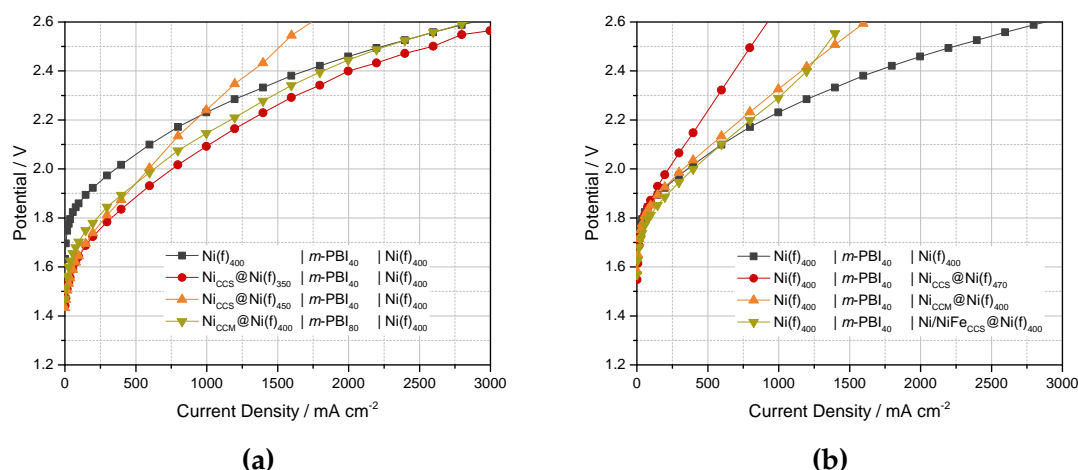 2.6
2.4
2.2
2.0
1.8
1.6
1.4
1.2
Potential / V
Ni(f)400 | m-PBI40 | Ni(f)400
NiCCS@Ni(f)350 | m-PBI40 | Ni(f)400
NiCCS@Ni(f)450 | m-PBI40 | Ni(f)400
NiCCM@Ni(f)400 | m-PBI80 | Ni(f)400
0 500 1000 1500 2000 2500 3000
Current Density / mA cm-2
(a)
2.6
2.4
2.2
2.0
1.8
1.6
1.4
1.2
Potential / V
Ni(f)400 | m-PBI40 | Ni(f)400
Ni(f)400 | m-PBI40 | NiCCS@Ni(f)470
Ni(f)400 | m-PBI40 | NiCCM@Ni(f)400
Ni(f)400 | m-PBI40 | Ni/NiFeCCS@Ni(f)400
0 500 1000 1500 2000 2500 3000
Current Density / mA cm-2
(b)